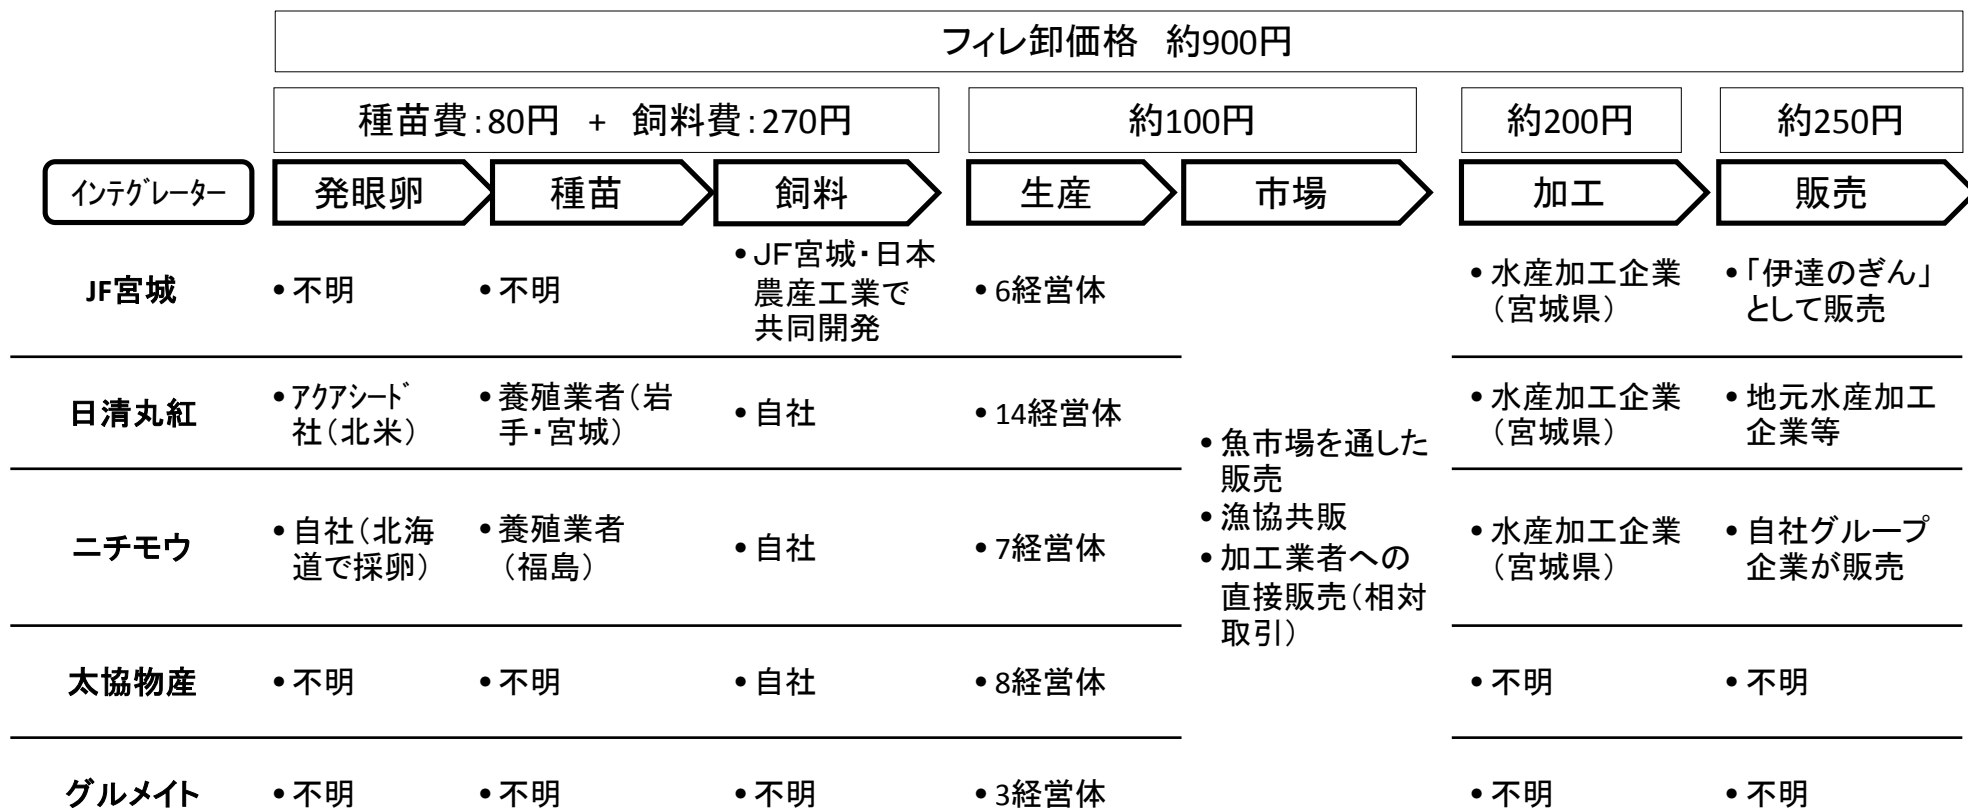 フィレ卸価格 約900円
種苗費:80円 + 飼料費:270円
約100円
約200円
約250円
インテグレーター
発眼卵
種苗
飼料
生産
市場
加工
販売
JF宮城
• 不明
• 不明
• JF宮城・日本
農産工業で
共同開発
• 6経営体
• 水産加工企業
(宮城県)
• 「伊達のぎん」
として販売
日清丸紅
• アクアシード
社(北米)
• 養殖業者(岩
手・宮城)
• 自社
• 14経営体
• 水産加工企業
(宮城県)
• 地元水産加工
企業等
• 魚市場を通した
販売
• 漁協共販
• 加工業者への
直接販売(相対
取引)
ニチモウ
• 自社(北海
道で採卵)
• 養殖業者
(福島)
• 自社
• 7経営体
• 水産加工企業
(宮城県)
• 自社グループ
企業が販売
太協物産
• 不明
• 不明
• 自社
• 8経営体
• 不明
• 不明
グルメイト
• 不明
• 不明
• 不明
• 3経営体
• 不明
• 不明